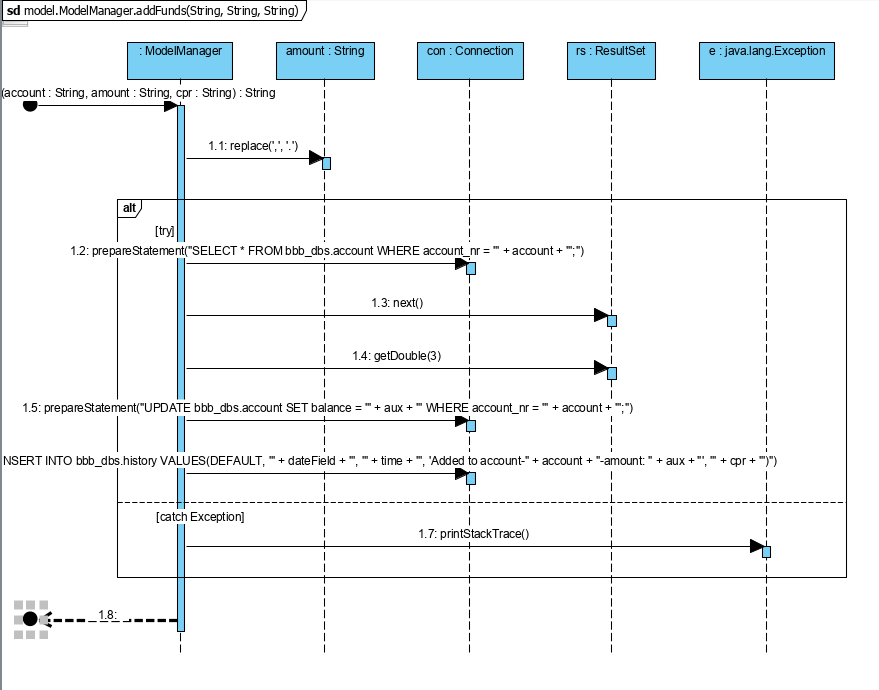 sd model.ModelManager.addFunds(String, String, String)
: ModelManager
amount : String
con : Connection
rs : ResultSet
e : java.lang.Exception
(account : String, amount : String, cpr : String) : String
1.1: replace(',', '.')
alt
[try]
1.2: prepareStatement("SELECT * FROM bbb_dbs.account WHERE account_nr = '" + account + "';")
1.3: next()
1.4: getDouble(3)
1.5: prepareStatement("UPDATE bbb_dbs.account SET balance = '" + aux + "' WHERE account_nr = '" + account + "';")
NSERT INTO bbb_dbs.history VALUES(DEFAULT, '" + dateField + "', '" + time + "', 'Added to account-" + account + "-amount: " + aux + "', '" + cpr + "')")
[catch Exception]
1.7: printStackTrace()
1.8: